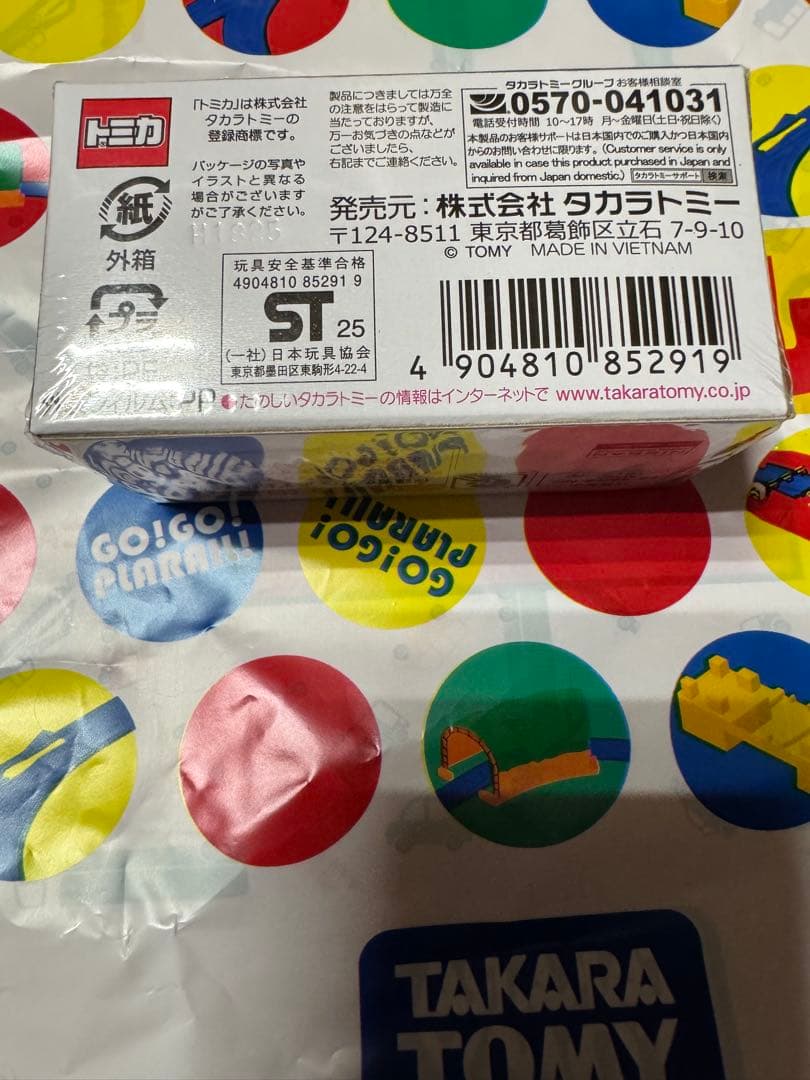 トミカ
「トミカ」は株式会社
タカラトミーの
登録商標です。
パッケージの写真や
イラストと異なる
場合がございます
がご了承ください。
紙
外箱
プラ
製品につきましては万全
の注意をはらって製造に
当たっておりますが、
万一お気づきの点などが
ございましたら、
右記までご連絡ください。
タカラトミーグループ お客様相談室
0570-041031
電話受付時間 10〜17時 月〜金曜日(土日・祝日除く)
本製品のお客様サポートは日本国内でのご購入かつ日本国内
からのお問い合わせに限ります。(Customer service is only
available in case this product purchased in Japan and
inquired from Japan domestic.) タカラトミーサポート 検索
発売元:株式会社 タカラトミー
〒124-8511 東京都葛飾区立石 7-9-10
© TOMY MADE IN VIETNAM
玩具安全基準合格
4904810 85291 9
ST 25
(一社)日本玩具協会
東京都墨田区東駒形4-22-4
4 904810 852919
フィルム:PP
たのしいタカラトミーの情報はインターネットで www.takaratomy.co.jp
GO!GO!
PLARAIL!
GO!GO!
PLARAIL!
TAKARA
TOMY